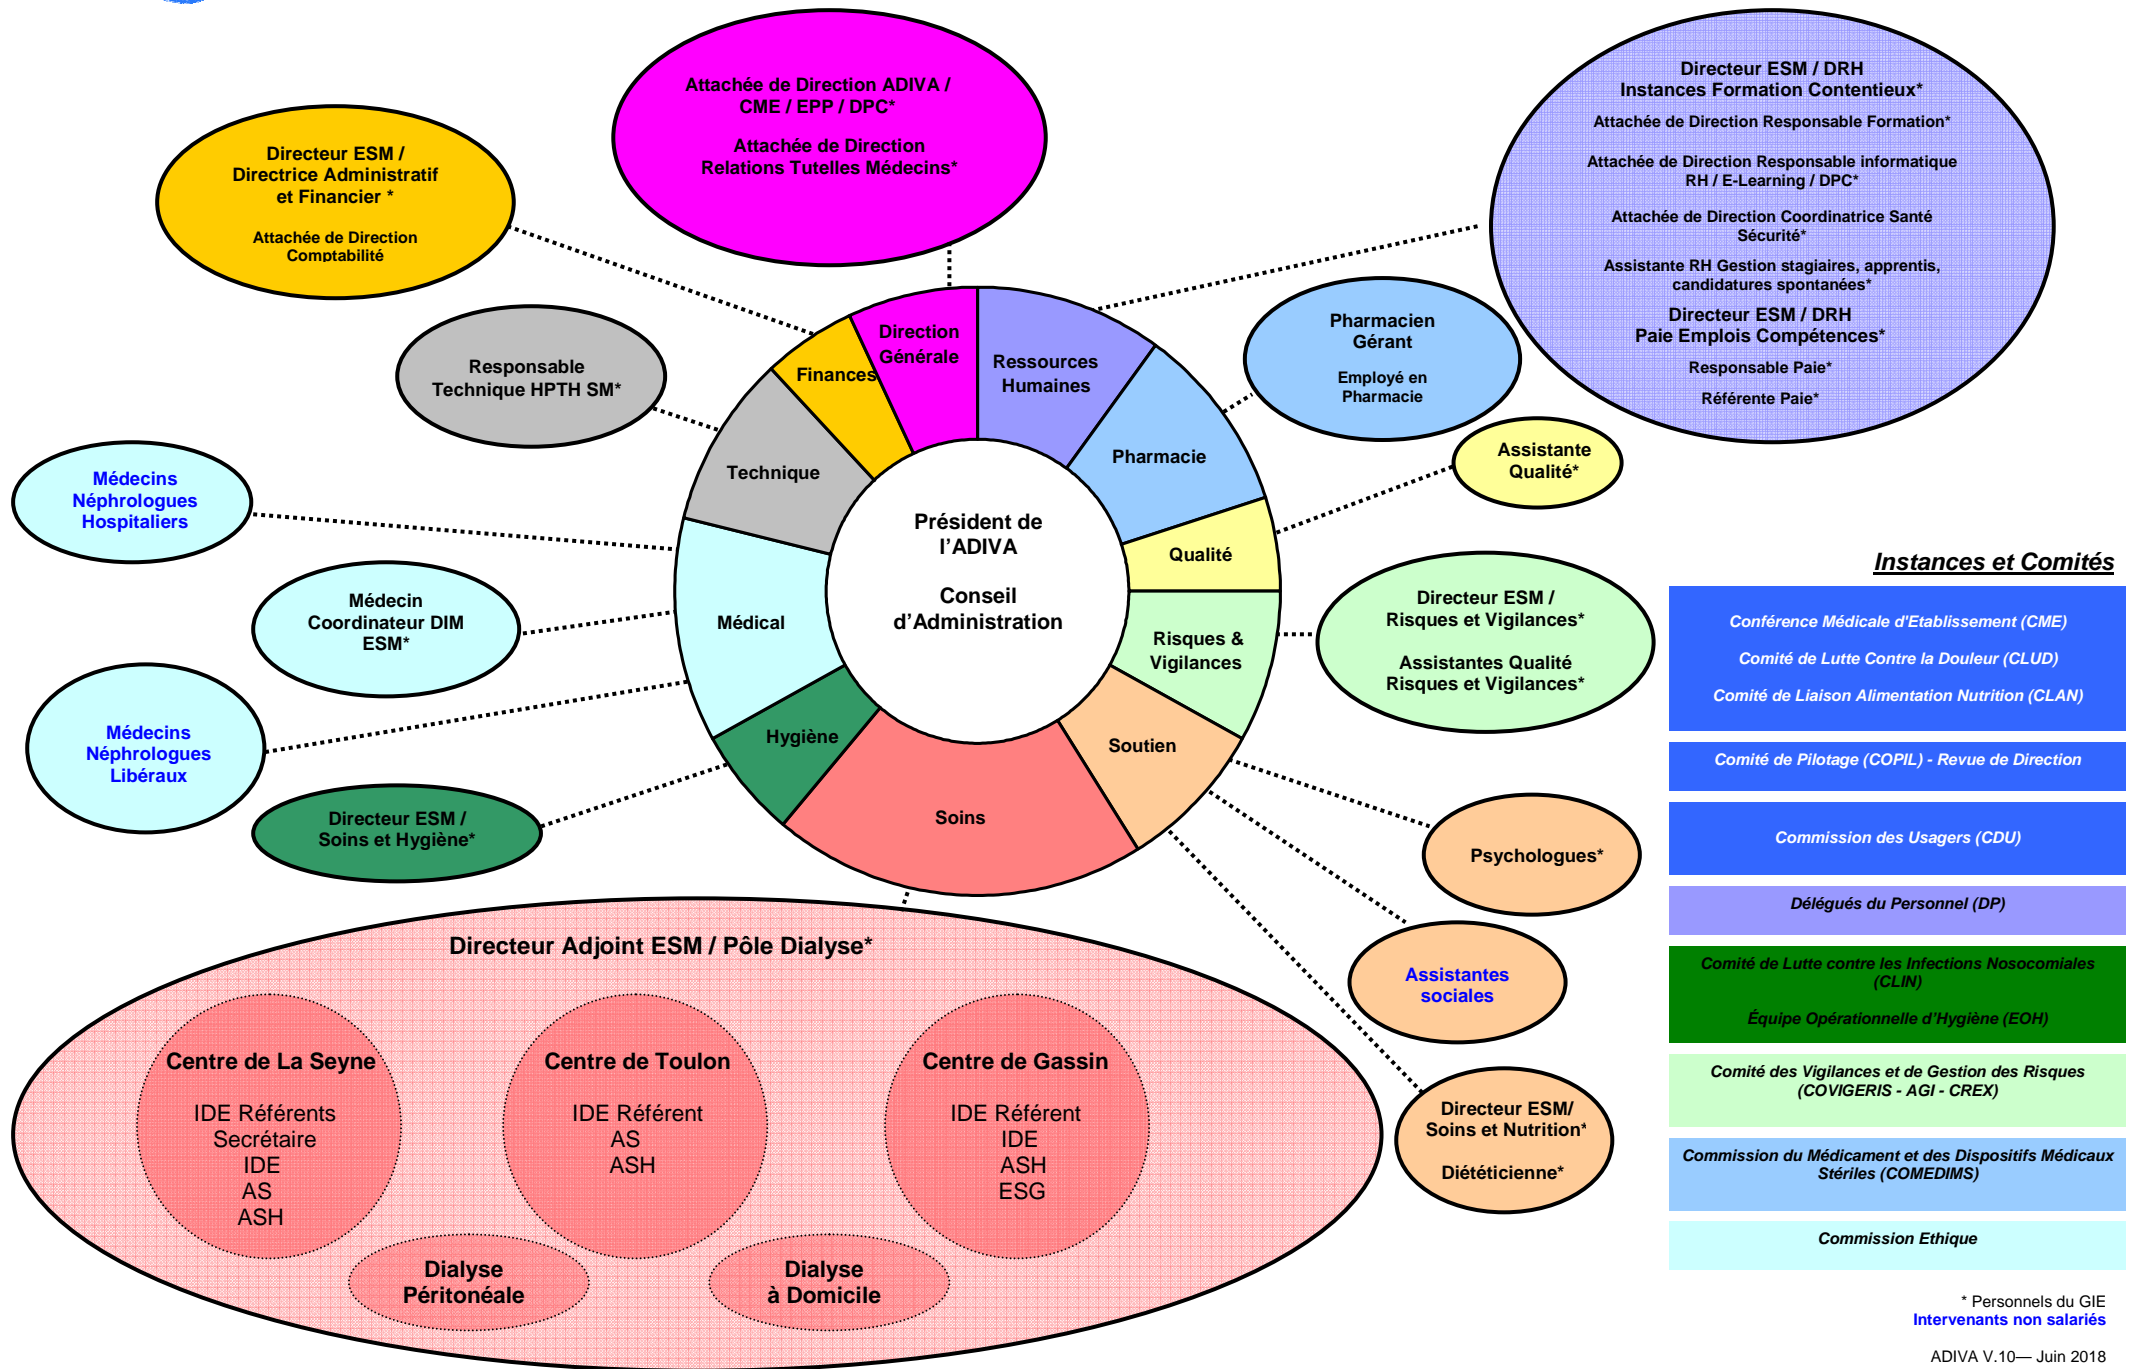 Attachée de Direction ADIVA /
CME / EPP / DPC*
Attachée de Direction
Relations Tutelles Médecins*
Directeur ESM / DRH
Instances Formation Contentieux*
Attachée de Direction Responsable Formation*
Attachée de Direction Responsable informatique
RH / E-Learning / DPC*
Attachée de Direction Coordinatrice Santé
Sécurité*
Assistante RH Gestion stagiaires, apprentis,
candidatures spontanées*
Directeur ESM / DRH
Paie Emplois Compétences*
Responsable Paie*
Référente Paie*
Directeur ESM /
Directrice Administratif
et Financier *
Attachée de Direction
Comptabilité
Responsable
Technique HPTH SM*
Pharmacien
Gérant
Employé en
Pharmacie
Assistante
Qualité*
Médecins
Néphrologues
Hospitaliers
Médecin
Coordinateur DIM
ESM*
Médecins
Néphrologues
Libéraux
Directeur ESM /
Soins et Hygiène*
Direction
Générale
Ressources
Humaines
Finances
Pharmacie
Technique
Qualité
Médical
Risques &
Vigilances
Hygiène
Soutien
Soins
Président de
l'ADIVA
Conseil
d'Administration
Directeur ESM /
Risques et Vigilances*
Assistantes Qualité
Risques et Vigilances*
Psychologues*
Assistantes
sociales
Directeur ESM/
Soins et Nutrition*
Diététicienne*
Directeur Adjoint ESM / Pôle Dialyse*
Centre de La Seyne
IDE Référents
Secrétaire
IDE
AS
ASH
Centre de Toulon
IDE Référent
AS
ASH
Centre de Gassin
IDE Référent
IDE
ASH
ESG
Dialyse
Péritonéale
Dialyse
à Domicile
Instances et Comités
Conférence Médicale d'Etablissement (CME)
Comité de Lutte Contre la Douleur (CLUD)
Comité de Liaison Alimentation Nutrition (CLAN)
Comité de Pilotage (COPIL) - Revue de Direction
Commission des Usagers (CDU)
Délégués du Personnel (DP)
Comité de Lutte contre les Infections Nosocomiales
(CLIN)
Équipe Opérationnelle d'Hygiène (EOH)
Comité des Vigilances et de Gestion des Risques
(COVIGERIS - AGI - CREX)
Commission du Médicament et des Dispositifs Médicaux
Stériles (COMEDIMS)
Commission Ethique
* Personnels du GIE
Intervenants non salariés
ADIVA V.10— Juin 2018